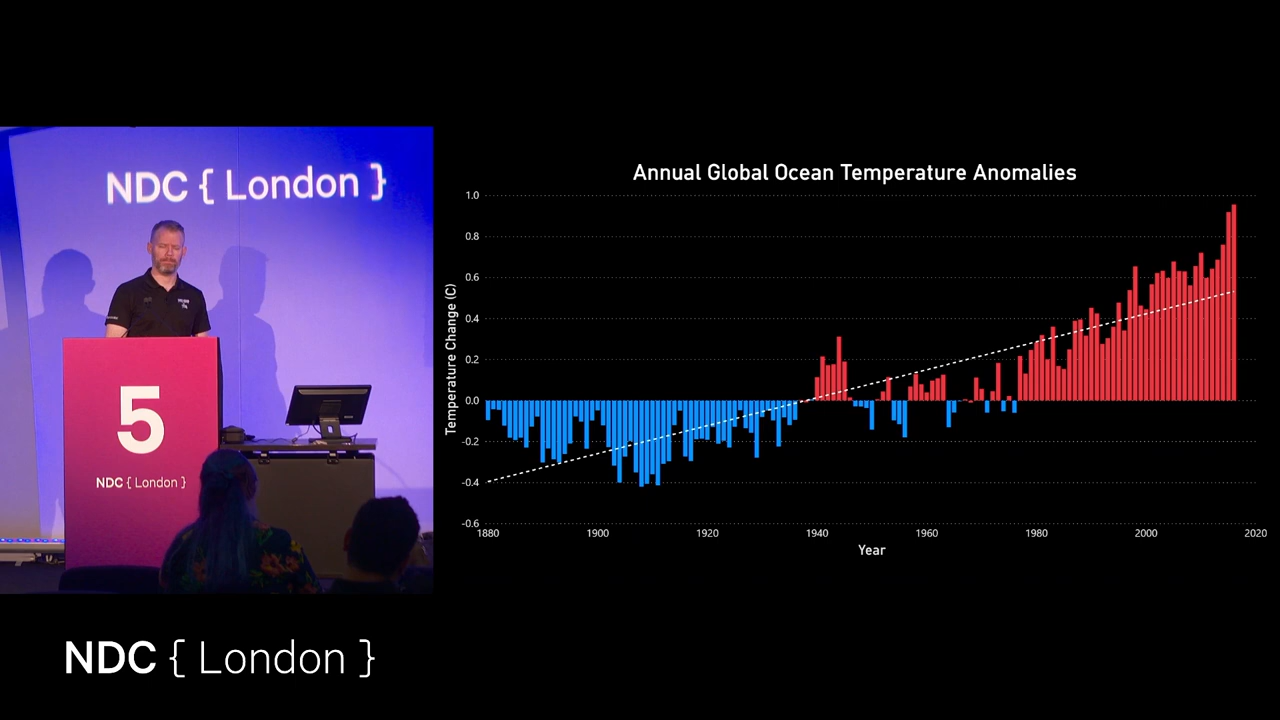 NDC { London }
5
NDC { London }
NDC { London }
Annual Global Ocean Temperature Anomalies
Temperature Change (C)
1.0
0.8
0.6
0.4
0.2
0.0
-0.2
-0.4
-0.6
1880 1900 1920 1940 1960 1980 2000 2020
Year